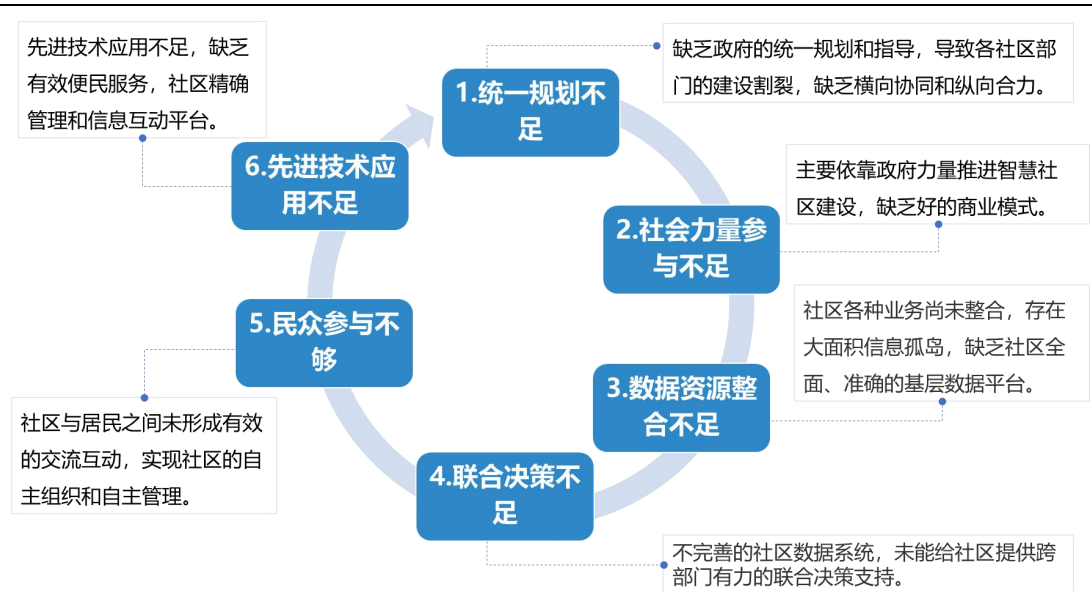 1.统一规划不
足
缺乏政府的统一规划和指导，导致各社区部
门的建设割裂，缺乏横向协同和纵向合力。
2.社会力量参
与不足
主要依靠政府力量推进智慧社
区建设，缺乏好的商业模式。
3.数据资源整
合不足
社区各种业务尚未整合，存在
大面积信息孤岛，缺乏社区全
面、准确的基层数据平台。
4.联合决策不
足
不完善的社区数据系统，未能给社区提供跨
部门有力的联合决策支持。
5.民众参与不
够
社区与居民之间未形成有效
的交流互动，实现社区的自
主组织和自主管理。
6.先进技术应
用不足
先进技术应用不足，缺乏
有效便民服务，社区精确
管理和信息互动平台。